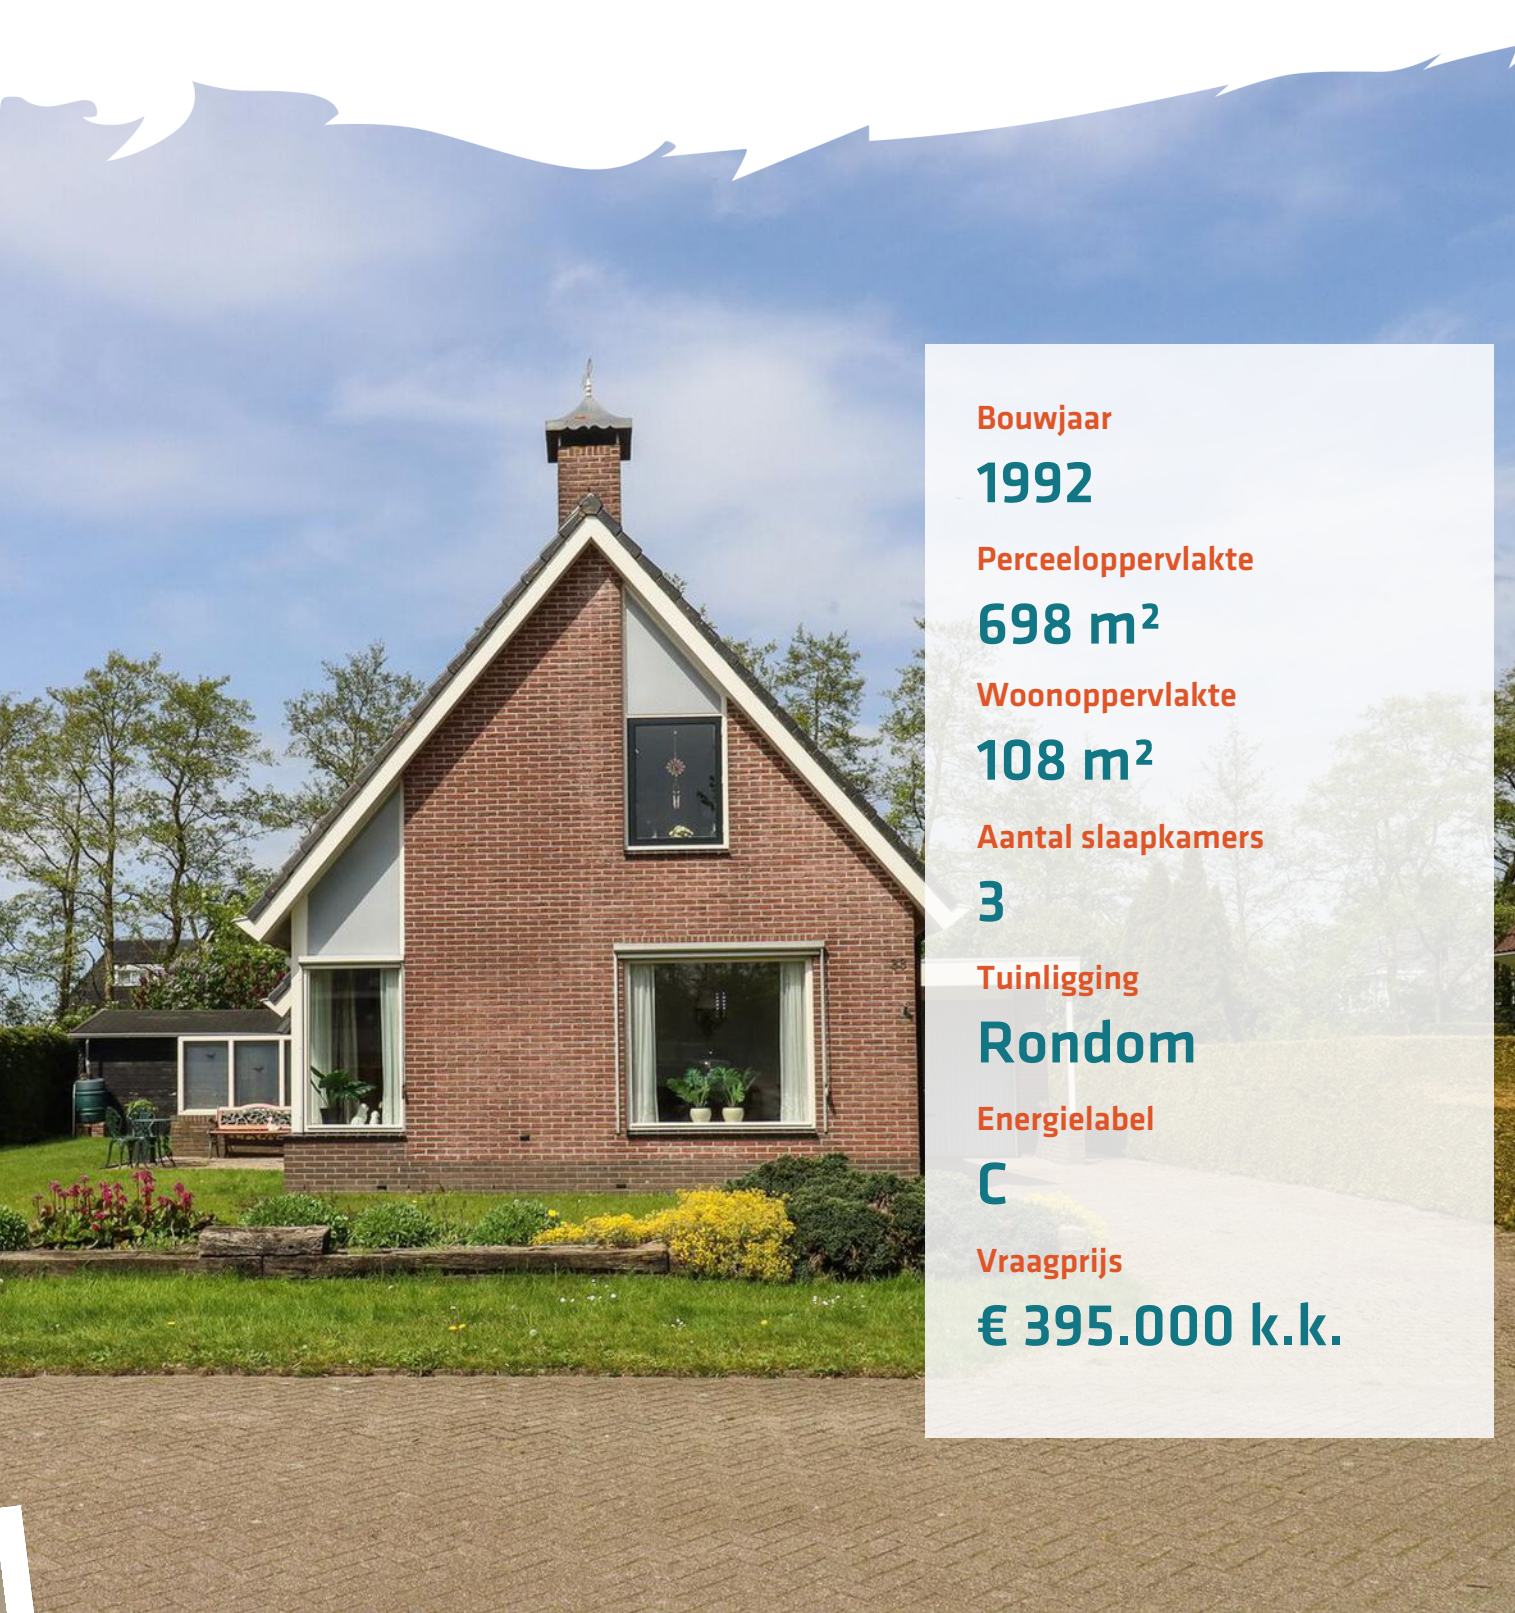 Bouwjaar
1992
Perceeloppervlakte
698 m²
Woonoppervlakte
108 m²
Aantal slaapkamers
3
Tuinligging
Rondom
Energielabel
C
Vraagprijs
€ 395.000 k.k.